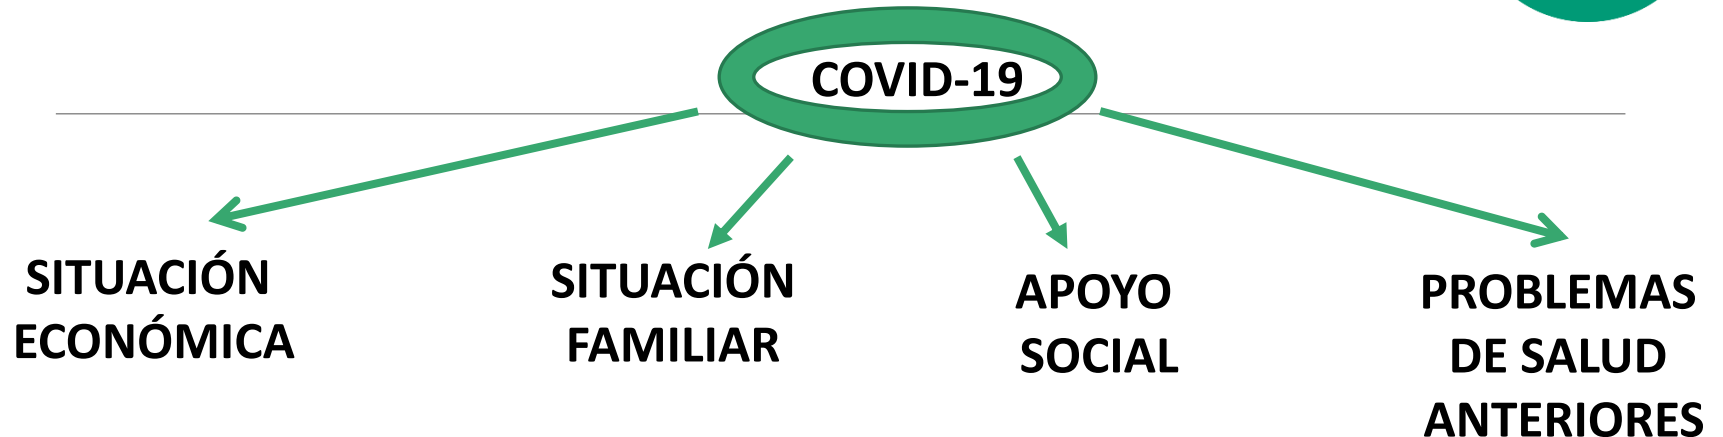 COVID-19
SITUACIÓN
ECONÓMICA
SITUACIÓN
FAMILIAR
APOYO
SOCIAL
PROBLEMAS
DE SALUD
ANTERIORES